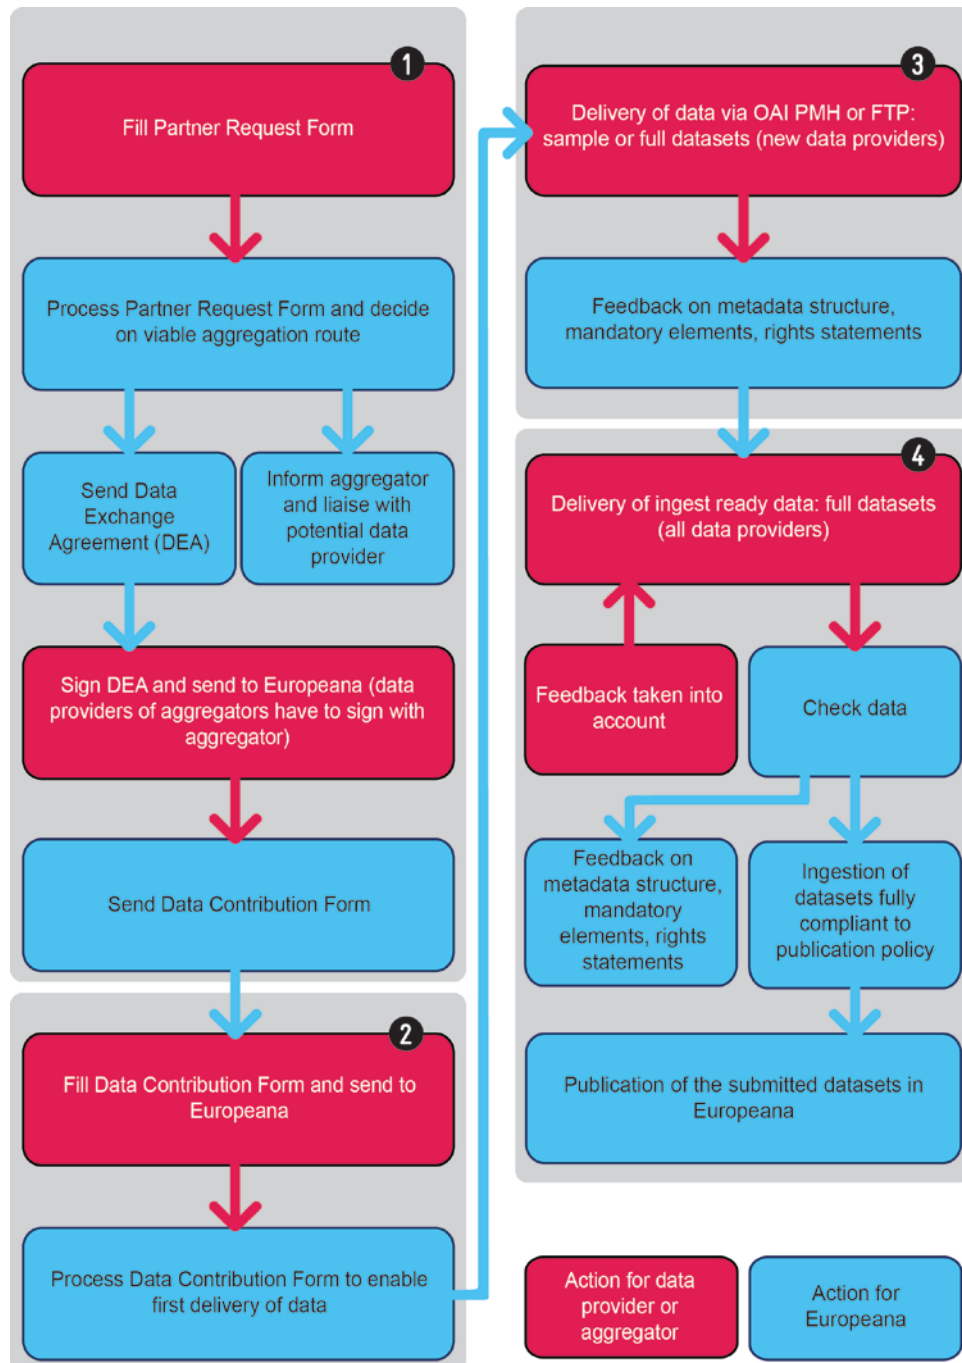 1
Fill Partner Request Form
Process Partner Request Form and decide
on viable aggregation route
Send Data
Exchange
Agreement (DEA)
Inform aggregator
and liaise with
potential data
provider
Sign DEA and send to Europeana (data
providers of aggregators have to sign with
aggregator)
Send Data Contribution Form
2
Fill Data Contribution Form and send to
Europeana
Process Data Contribution Form to enable
first delivery of data
3
Delivery of data via OAI PMH or FTP:
sample or full datasets (new data providers)
Feedback on metadata structure,
mandatory elements, rights statements
4
Delivery of ingest ready data: full datasets
(all data providers)
Feedback taken into
account
Check data
Feedback on
metadata structure,
mandatory
elements, rights
statements
Ingestion of
datasets fully
compliant to
publication policy
Publication of the submitted datasets in
Europeana
Action for data
provider or
aggregator
Action for
Europeana